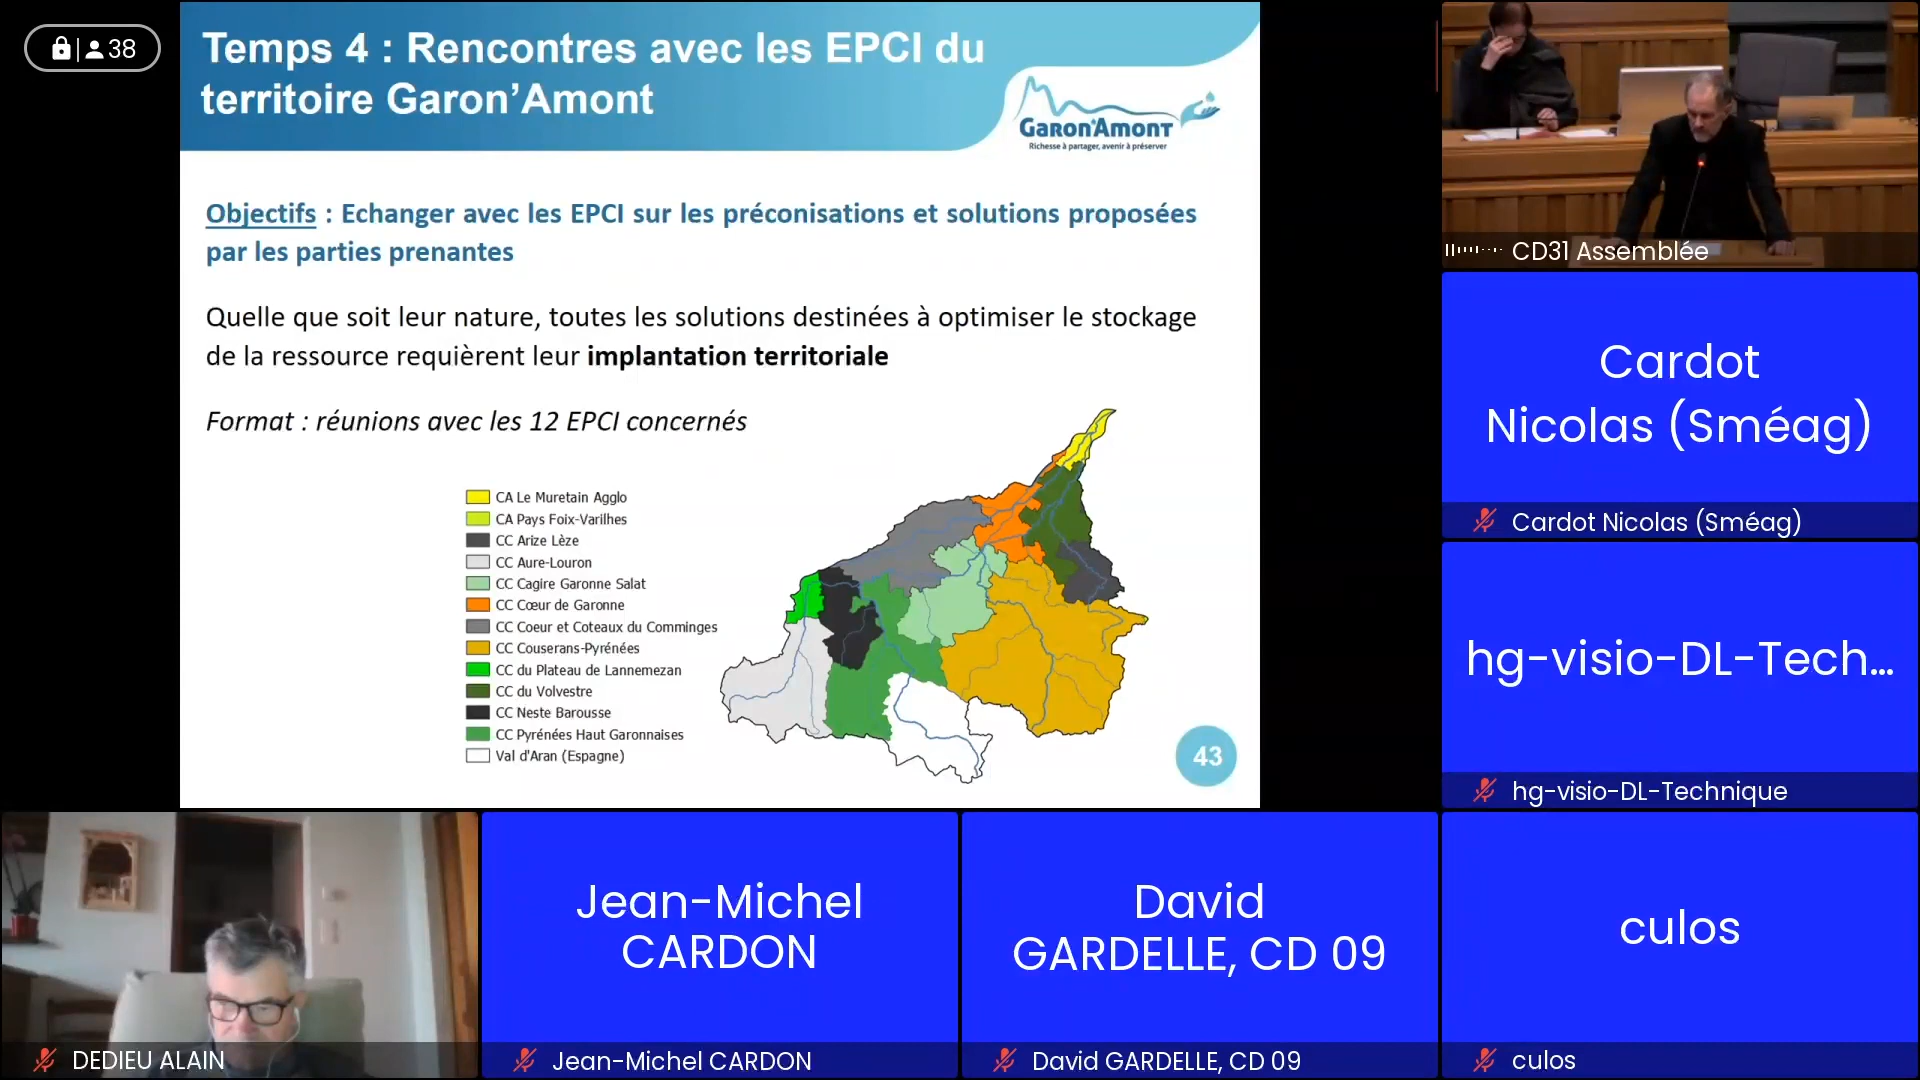 38
Temps 4 : Rencontres avec les EPCI du
territoire Garon’Amont
GARON'AMONT
Richesse à partager, avenir à préserver
Objectifs : Echanger avec les EPCI sur les préconisations et solutions proposées
par les parties prenantes
Quelle que soit leur nature, toutes les solutions destinées à optimiser le stockage
de la ressource requièrent leur implantation territoriale
Format : réunions avec les 12 EPCI concernés
CA Le Muretain Agglo
CA Pays Foix-Varilhes
CC Arize Lèze
CC Aure-Louron
CC Cagire Garonne Salat
CC Cœur de Garonne
CC Coeur et Coteaux du Comminges
CC Couserans-Pyrénées
CC du Plateau de Lannemezan
CC du Volvestre
CC Neste Barousse
CC Pyrénées Haut Garonnaises
Val d'Aran (Espagne)
43
CD31 Assemblée
Cardot
Nicolas (Sméag)
Cardot Nicolas (Sméag)
hg-visio-DL-Tech...
hg-visio-DL-Technique
DEDIEU ALAIN
Jean-Michel
CARDON
Jean-Michel CARDON
David
GARDELLE, CD 09
David GARDELLE, CD 09
culos
culos